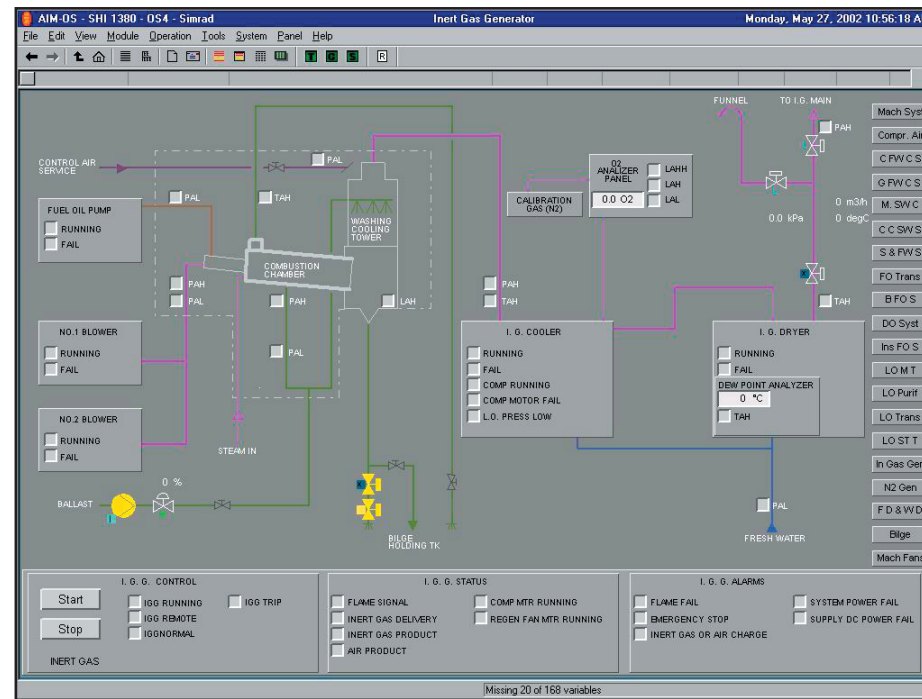 AIM-OS - SHI 1380 - OS4 - Simrad Inert Gas Generator Monday, May 27, 2002 10:56:18 A
File Edit View Module Operation Tools System Panel Help
T G S R
FUNNEL TO I.G. MAIN
PAH
CONTROL AIR
SERVICE
PAL
O2
ANALIZER
PANEL
0.0 O2
LAHH
LAH
LAL
PAL
TAH
CALIBRATION
GAS (N2)
FUEL OIL PUMP
RUNNING
FAIL
WASHING
COOLING
TOWER
0.0 kPa
0 m3/h
0 degC
COMBUSTION
CHAMBER
PAH
PAL
PAH
LAH
PAH
TAH
TAH
PAL
NO.1 BLOWER
RUNNING
FAIL
I. G. COOLER
RUNNING
FAIL
COMP RUNNING
COMP MOTOR FAIL
L.O. PRESS LOW
I. G. DRYER
RUNNING
FAIL
DEW POINT ANALYZER
0 °C
TAH
NO.2 BLOWER
RUNNING
FAIL
STEAM IN
0 %
BALLAST
BILGE
HOLDING TK
PAL
FRESH WATER
Mach Syst
Compr. Air
C FW C S
G FW C S
M. SW C
C C SW S
S & FW S
FO Trans
B FO S
DO Syst
Ins FO S
LO M T
LO Purif
LO Trans
LO ST T
In Gas Gen
N2 Gen
F D & W D
Bilge
Mach Fans
I. G. G. CONTROL
Start
Stop
IGG RUNNING
IGG REMOTE
IGGNORMAL
IGG TRIP
INERT GAS
I. G. G. STATUS
FLAME SIGNAL
INERT GAS DELIVERY
INERT GAS PRODUCT
AIR PRODUCT
COMP MTR RUNNING
REGEN FAN MTR RUNNING
I. G. G. ALARMS
FLAME FAIL
EMERGENCY STOP
INERT GAS OR AIR CHARGE
SYSTEM POWER FAIL
SUPPLY DC POWER FAIL
Missing 20 of 168 variables